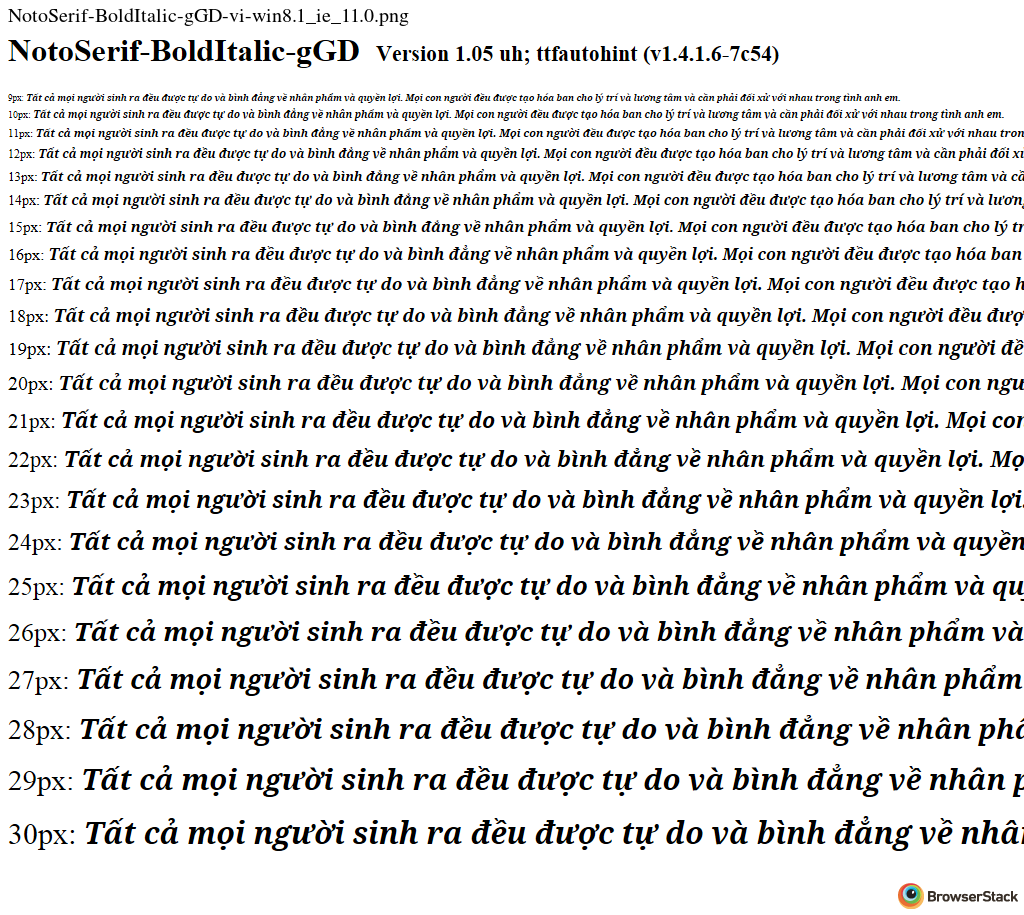 NotoSerif-BoldItalic-gGD-vi-win8.1_ie_11.0.png
NotoSerif-BoldItalic-gGD Version 1.05 uh; ttfautohint (v1.4.1.6-7c54)
9px: Tất cả mọi người sinh ra đều được tự do và bình đẳng về nhân phẩm và quyền lợi. Mọi con người đều được tạo hóa ban cho lý trí và lương tâm và cần phải đối xử với nhau trong tình anh em.
10px: Tất cả mọi người sinh ra đều được tự do và bình đẳng về nhân phẩm và quyền lợi. Mọi con người đều được tạo hóa ban cho lý trí và lương tâm và cần phải đối xử với nhau trong tình anh em.
11px: Tất cả mọi người sinh ra đều được tự do và bình đẳng về nhân phẩm và quyền lợi. Mọi con người đều được tạo hóa ban cho lý trí và lương tâm và cần phải đối xử với nhau tron
12px: Tất cả mọi người sinh ra đều được tự do và bình đẳng về nhân phẩm và quyền lợi. Mọi con người đều được tạo hóa ban cho lý trí và lương tâm và cần phải đối xử
13px: Tất cả mọi người sinh ra đều được tự do và bình đẳng về nhân phẩm và quyền lợi. Mọi con người đều được tạo hóa ban cho lý trí và lương tâm và cầ
14px: Tất cả mọi người sinh ra đều được tự do và bình đẳng về nhân phẩm và quyền lợi. Mọi con người đều được tạo hóa ban cho lý trí và lương
15px: Tất cả mọi người sinh ra đều được tự do và bình đẳng về nhân phẩm và quyền lợi. Mọi con người đều được tạo hóa ban cho lý tr
16px: Tất cả mọi người sinh ra đều được tự do và bình đẳng về nhân phẩm và quyền lợi. Mọi con người đều được tạo hóa ban
17px: Tất cả mọi người sinh ra đều được tự do và bình đẳng về nhân phẩm và quyền lợi. Mọi con người đều được tạo h
18px: Tất cả mọi người sinh ra đều được tự do và bình đẳng về nhân phẩm và quyền lợi. Mọi con người đều đượ
19px: Tất cả mọi người sinh ra đều được tự do và bình đẳng về nhân phẩm và quyền lợi. Mọi con người đề
20px: Tất cả mọi người sinh ra đều được tự do và bình đẳng về nhân phẩm và quyền lợi. Mọi con ngư
21px: Tất cả mọi người sinh ra đều được tự do và bình đẳng về nhân phẩm và quyền lợi. Mọi con
22px: Tất cả mọi người sinh ra đều được tự do và bình đẳng về nhân phẩm và quyền lợi. Mọ
23px: Tất cả mọi người sinh ra đều được tự do và bình đẳng về nhân phẩm và quyền lợi.
24px: Tất cả mọi người sinh ra đều được tự do và bình đẳng về nhân phẩm và quyền
25px: Tất cả mọi người sinh ra đều được tự do và bình đẳng về nhân phẩm và quy
26px: Tất cả mọi người sinh ra đều được tự do và bình đẳng về nhân phẩm và
27px: Tất cả mọi người sinh ra đều được tự do và bình đẳng về nhân phẩm
28px: Tất cả mọi người sinh ra đều được tự do và bình đẳng về nhân phẩ
29px: Tất cả mọi người sinh ra đều được tự do và bình đẳng về nhân p
30px: Tất cả mọi người sinh ra đều được tự do và bình đẳng về nhân
BrowserStack